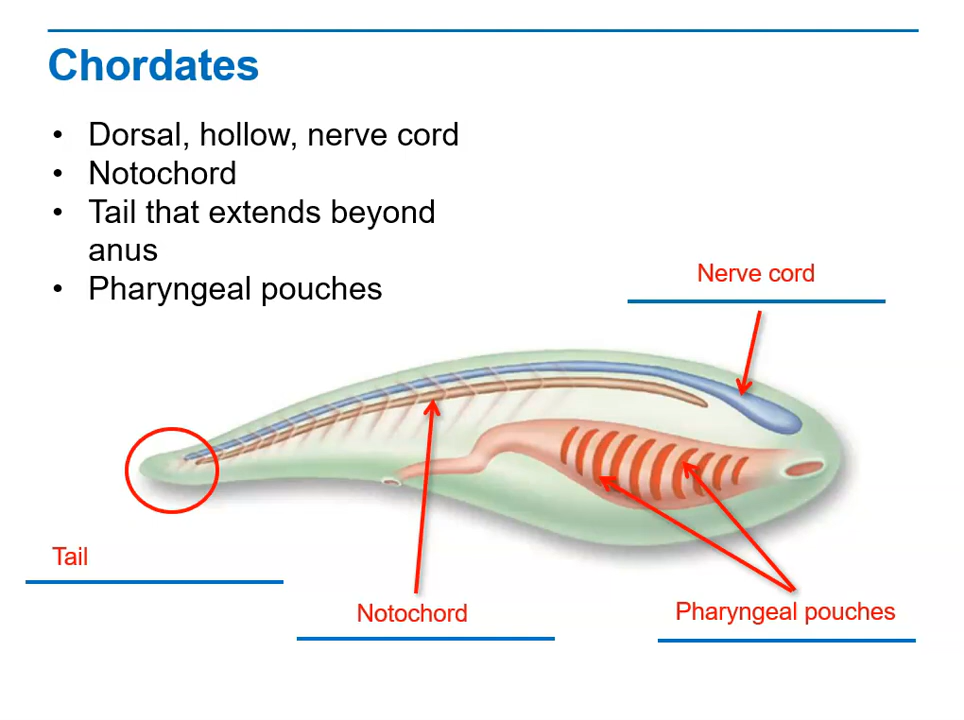 Chordates
• Dorsal, hollow, nerve cord
• Notochord
• Tail that extends beyond
anus
• Pharyngeal pouches
Nerve cord
Tail
Notochord
Pharyngeal pouches